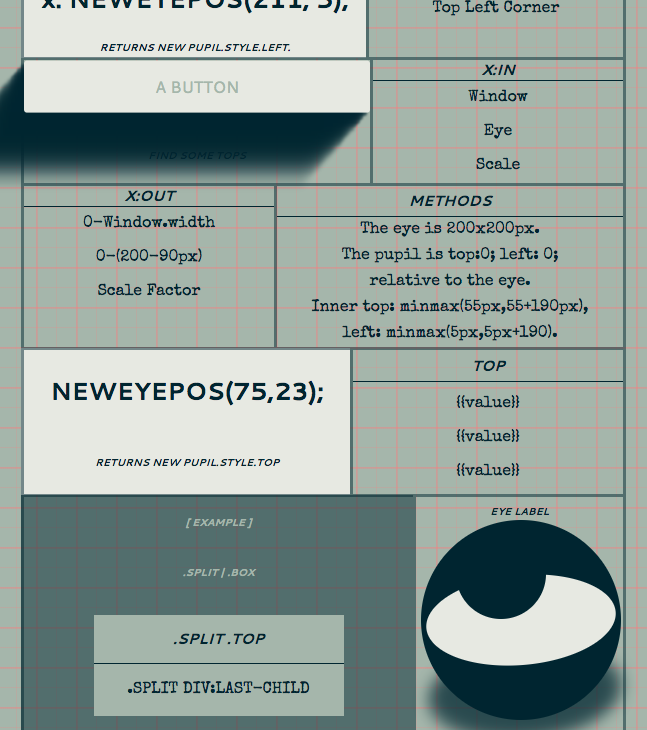 x: NEWEYEPOS(211, 5);
RETURNS NEW PUPIL.STYLE.LEFT.
Top Left Corner
A BUTTON
FIND SOME TOPS
X:IN
Window
Eye
Scale
X:OUT
0-Window.width
0-(200-90px)
Scale Factor
METHODS
The eye is 200x200px.
The pupil is top:0; left: 0;
relative to the eye.
Inner top: minmax(55px,55+190px),
left: minmax(5px,5px+190).
NEWEYEPOS(75,23);
RETURNS NEW PUPIL.STYLE.TOP
TOP
{{value}}
{{value}}
{{value}}
[ EXAMPLE ]
.SPLIT | .BOX
.SPLIT .TOP
.SPLIT DIV:LAST-CHILD
EYE LABEL